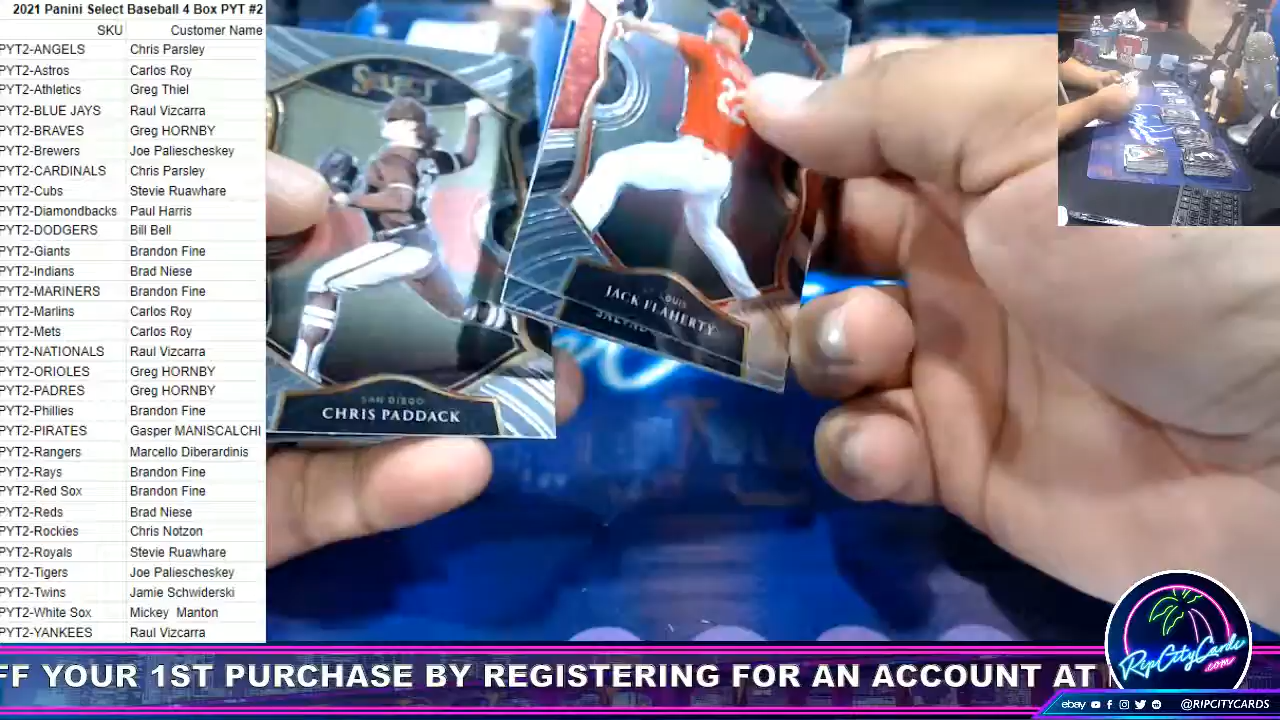 2021 Panini Select Baseball 4 Box PYT #2
SKU Customer Name
PYT2-ANGELS Chris Parsley
PYT2-Astros Carlos Roy
PYT2-Athletics Greg Thiel
PYT2-BLUE JAYS Raul Vizcarra
PYT2-BRAVES Greg HORNBY
PYT2-Brewers Joe Paliescheskey
PYT2-CARDINALS Chris Parsley
PYT2-Cubs Stevie Ruawhare
PYT2-Diamondbacks Paul Harris
PYT2-DODGERS Bill Bell
PYT2-Giants Brandon Fine
PYT2-Indians Brad Niese
PYT2-MARINERS Brandon Fine
PYT2-Marlins Carlos Roy
PYT2-Mets Carlos Roy
PYT2-NATIONALS Raul Vizcarra
PYT2-ORIOLES Greg HORNBY
PYT2-PADRES Greg HORNBY
PYT2-Phillies Brandon Fine
PYT2-PIRATES Gasper MANISCALCHI
PYT2-Rangers Marcello Diberardinis
PYT2-Rays Brandon Fine
PYT2-Red Sox Brandon Fine
PYT2-Reds Brad Niese
PYT2-Rockies Chris Notzon
PYT2-Royals Stevie Ruawhare
PYT2-Tigers Joe Paliescheskey
PYT2-Twins Jamie Schwiderski
PYT2-White Sox Mickey Manton
PYT2-YANKEES Raul Vizcarra
SELECT
SAN DIEGO
CHRIS PADDACK
LOUIS
JACK FLAHERTY
FF YOUR 1ST PURCHASE BY REGISTERING FOR AN ACCOUNT AT
RipCityCards
.com
ebay @RIPCITYCARDS